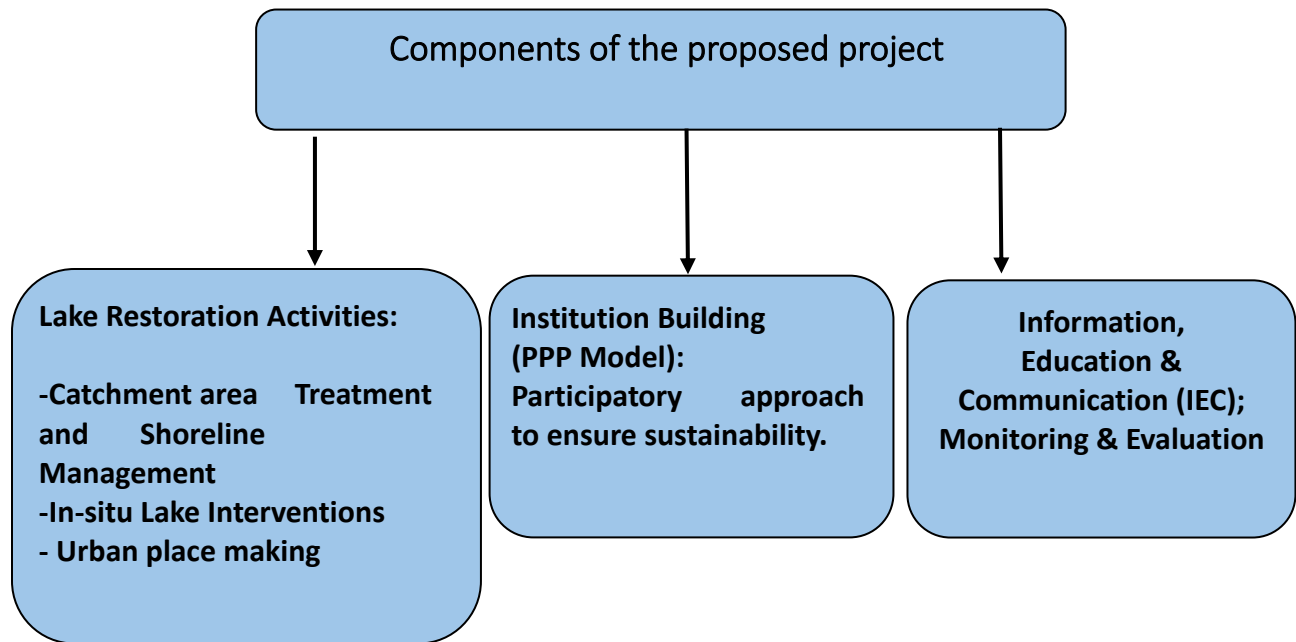 Components of the proposed project
Lake Restoration Activities:
-Catchment area Treatment
and Shoreline
Management
-In-situ Lake Interventions
- Urban place making
Institution Building
(PPP Model):
Participatory approach
to ensure sustainability.
Information,
Education &
Communication (IEC);
Monitoring & Evaluation